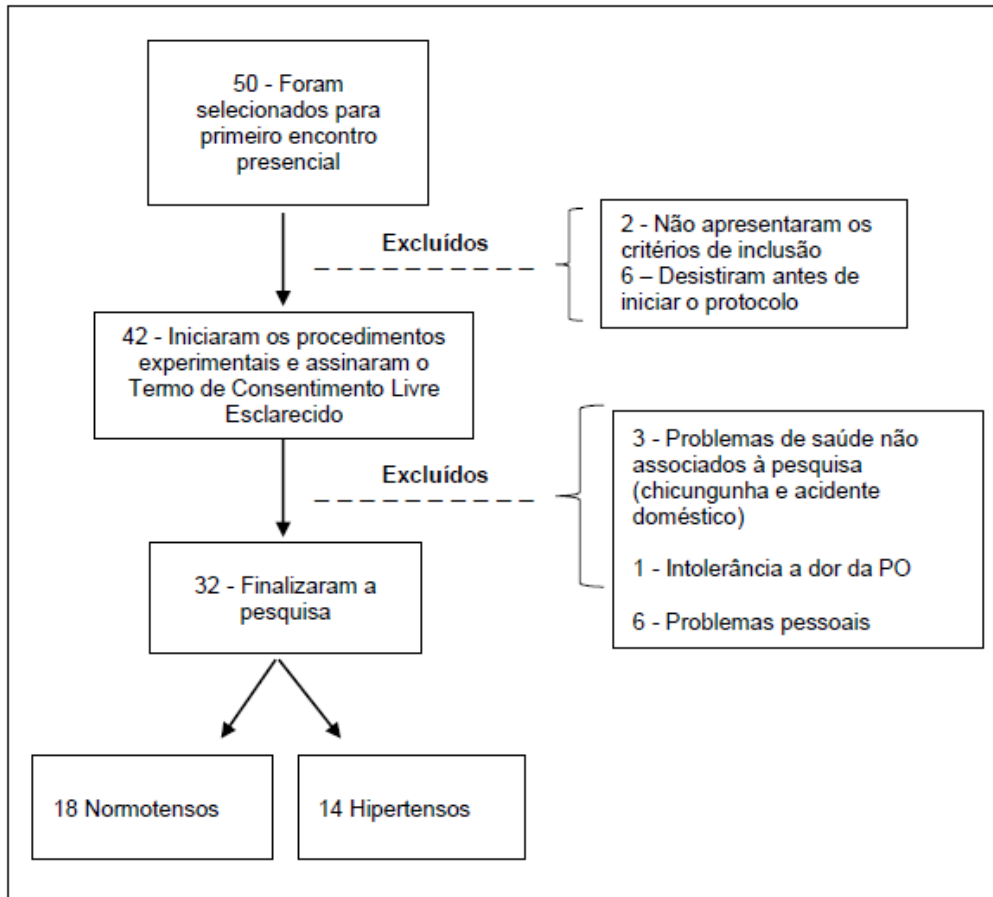 50 - Foram
selecionados para
primeiro encontro
presencial
Excluídos
2 - Não apresentaram os
critérios de inclusão
6 – Desistiram antes de
iniciar o protocolo
42 - Iniciaram os procedimentos
experimentais e assinaram o
Termo de Consentimento Livre
Esclarecido
Excluídos
3 - Problemas de saúde não
associados à pesquisa
(chicungunha e acidente
doméstico)
1 - Intolerância a dor da PO
6 - Problemas pessoais
32 - Finalizaram a
pesquisa
18 Normotensos
14 Hipertensos